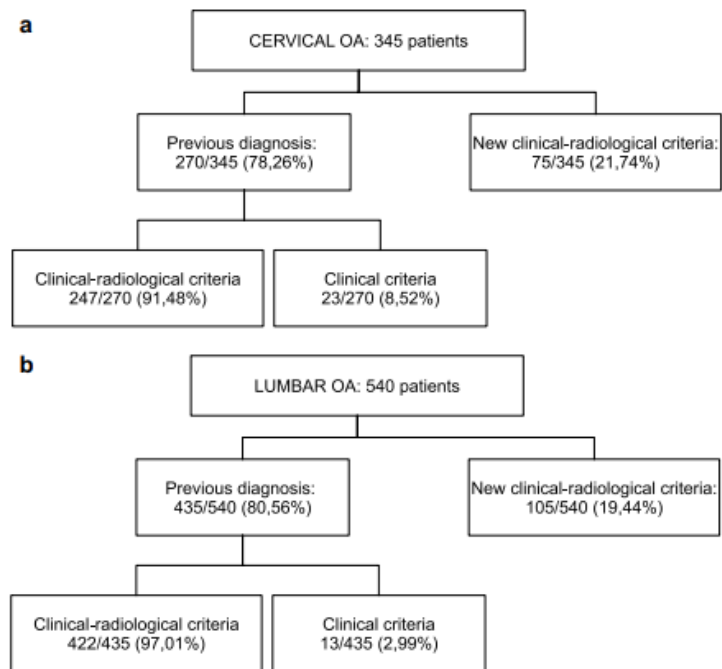 a
CERVICAL OA: 345 patients
Previous diagnosis:
270/345 (78,26%)
New clinical-radiological criteria:
75/345 (21,74%)
Clinical-radiological criteria
247/270 (91,48%)
Clinical criteria
23/270 (8,52%)
b
LUMBAR OA: 540 patients
Previous diagnosis:
435/540 (80,56%)
New clinical-radiological criteria:
105/540 (19,44%)
Clinical-radiological criteria
422/435 (97,01%)
Clinical criteria
13/435 (2,99%)